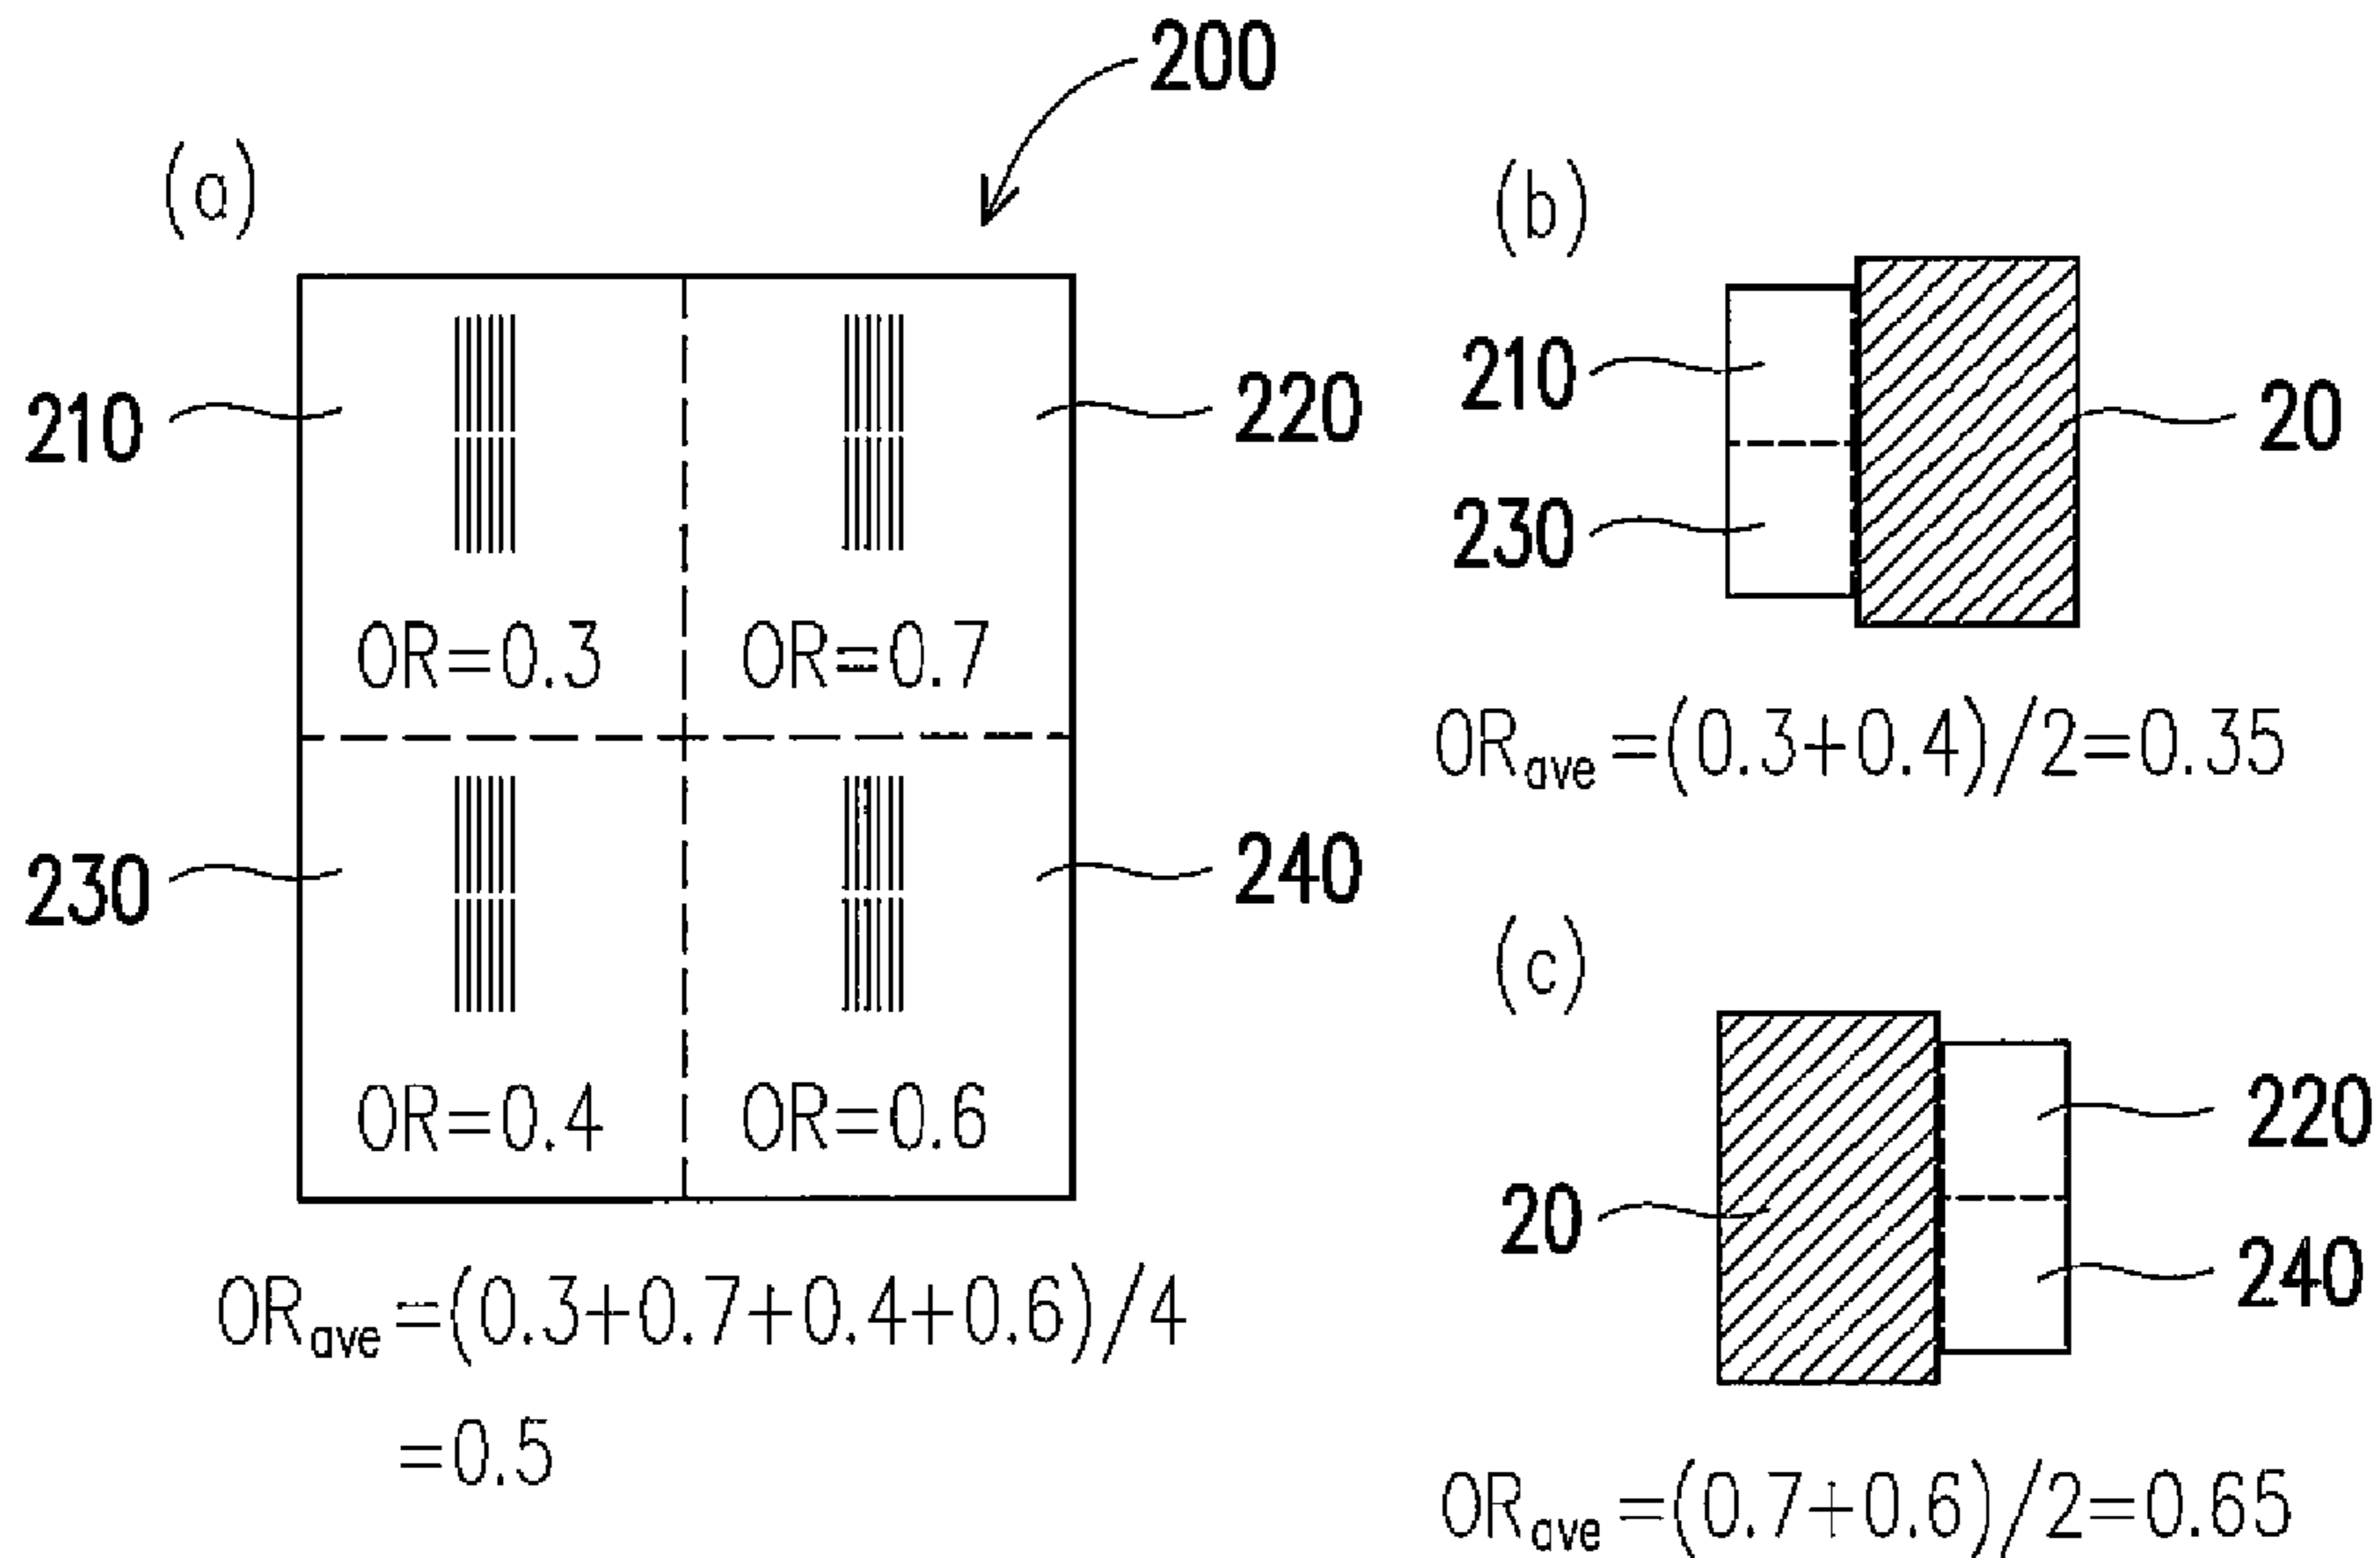 200
(a)
210
220
OR=0.3
OR=0.7
230
240
OR=0.4
OR=0.6
ORave=(0.3+0.7+0.4+0.6)/4
=0.5
(b)
210
20
230
ORave=(0.3+0.4)/2=0.35
(c)
220
20
240
ORave=(0.7+0.6)/2=0.65